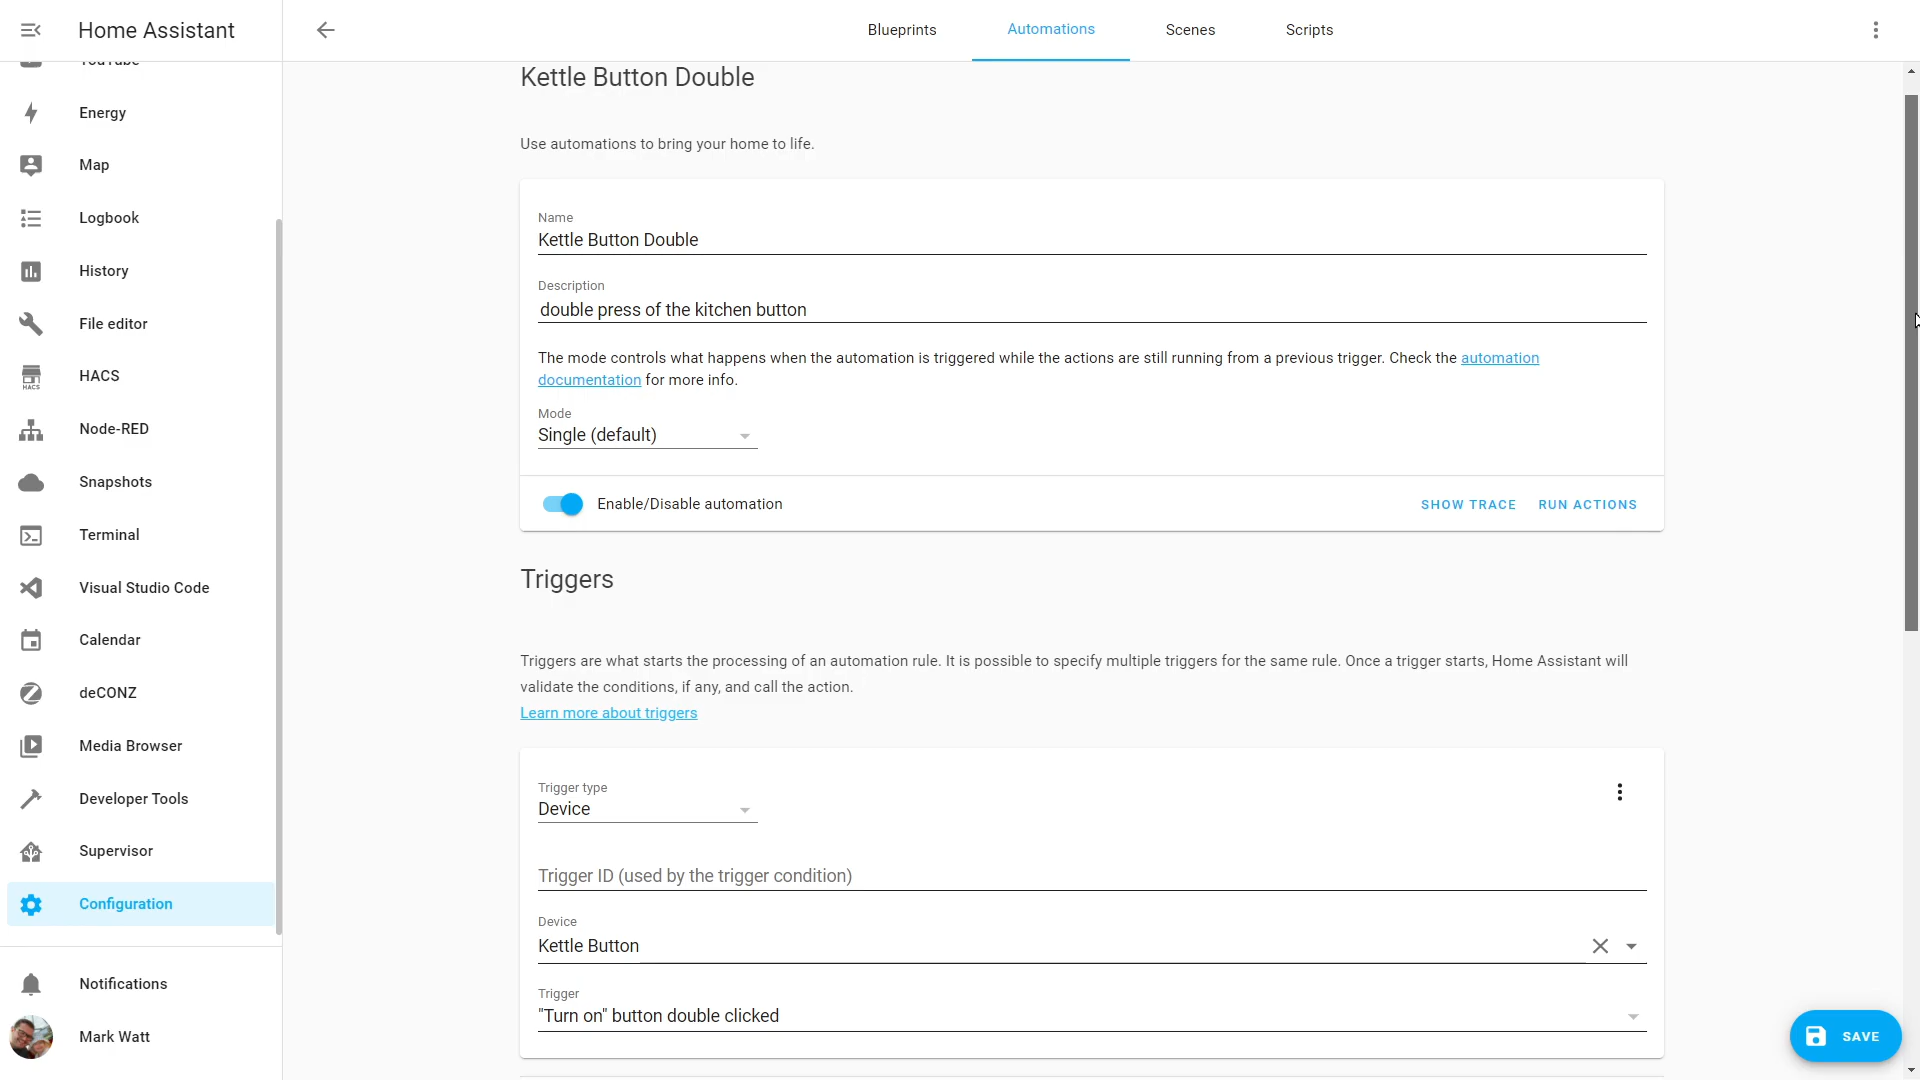 Home Assistant
Blueprints
Automations
Scenes
Scripts
YouTube
Energy
Map
Logbook
History
File editor
HACS
HACS
Node-RED
Snapshots
Terminal
Visual Studio Code
Calendar
deCONZ
Media Browser
Developer Tools
Supervisor
Configuration
Notifications
Mark Watt
Kettle Button Double
Use automations to bring your home to life.
Name
Kettle Button Double
Description
double press of the kitchen button
The mode controls what happens when the automation is triggered while the actions are still running from a previous trigger. Check the automation
documentation for more info.
Mode
Single (default)
Enable/Disable automation
SHOW TRACE
RUN ACTIONS
Triggers
Triggers are what starts the processing of an automation rule. It is possible to specify multiple triggers for the same rule. Once a trigger starts, Home Assistant will
validate the conditions, if any, and call the action.
Learn more about triggers
Trigger type
Device
Trigger ID (used by the trigger condition)
Device
Kettle Button
Trigger
"Turn on" button double clicked
SAVE